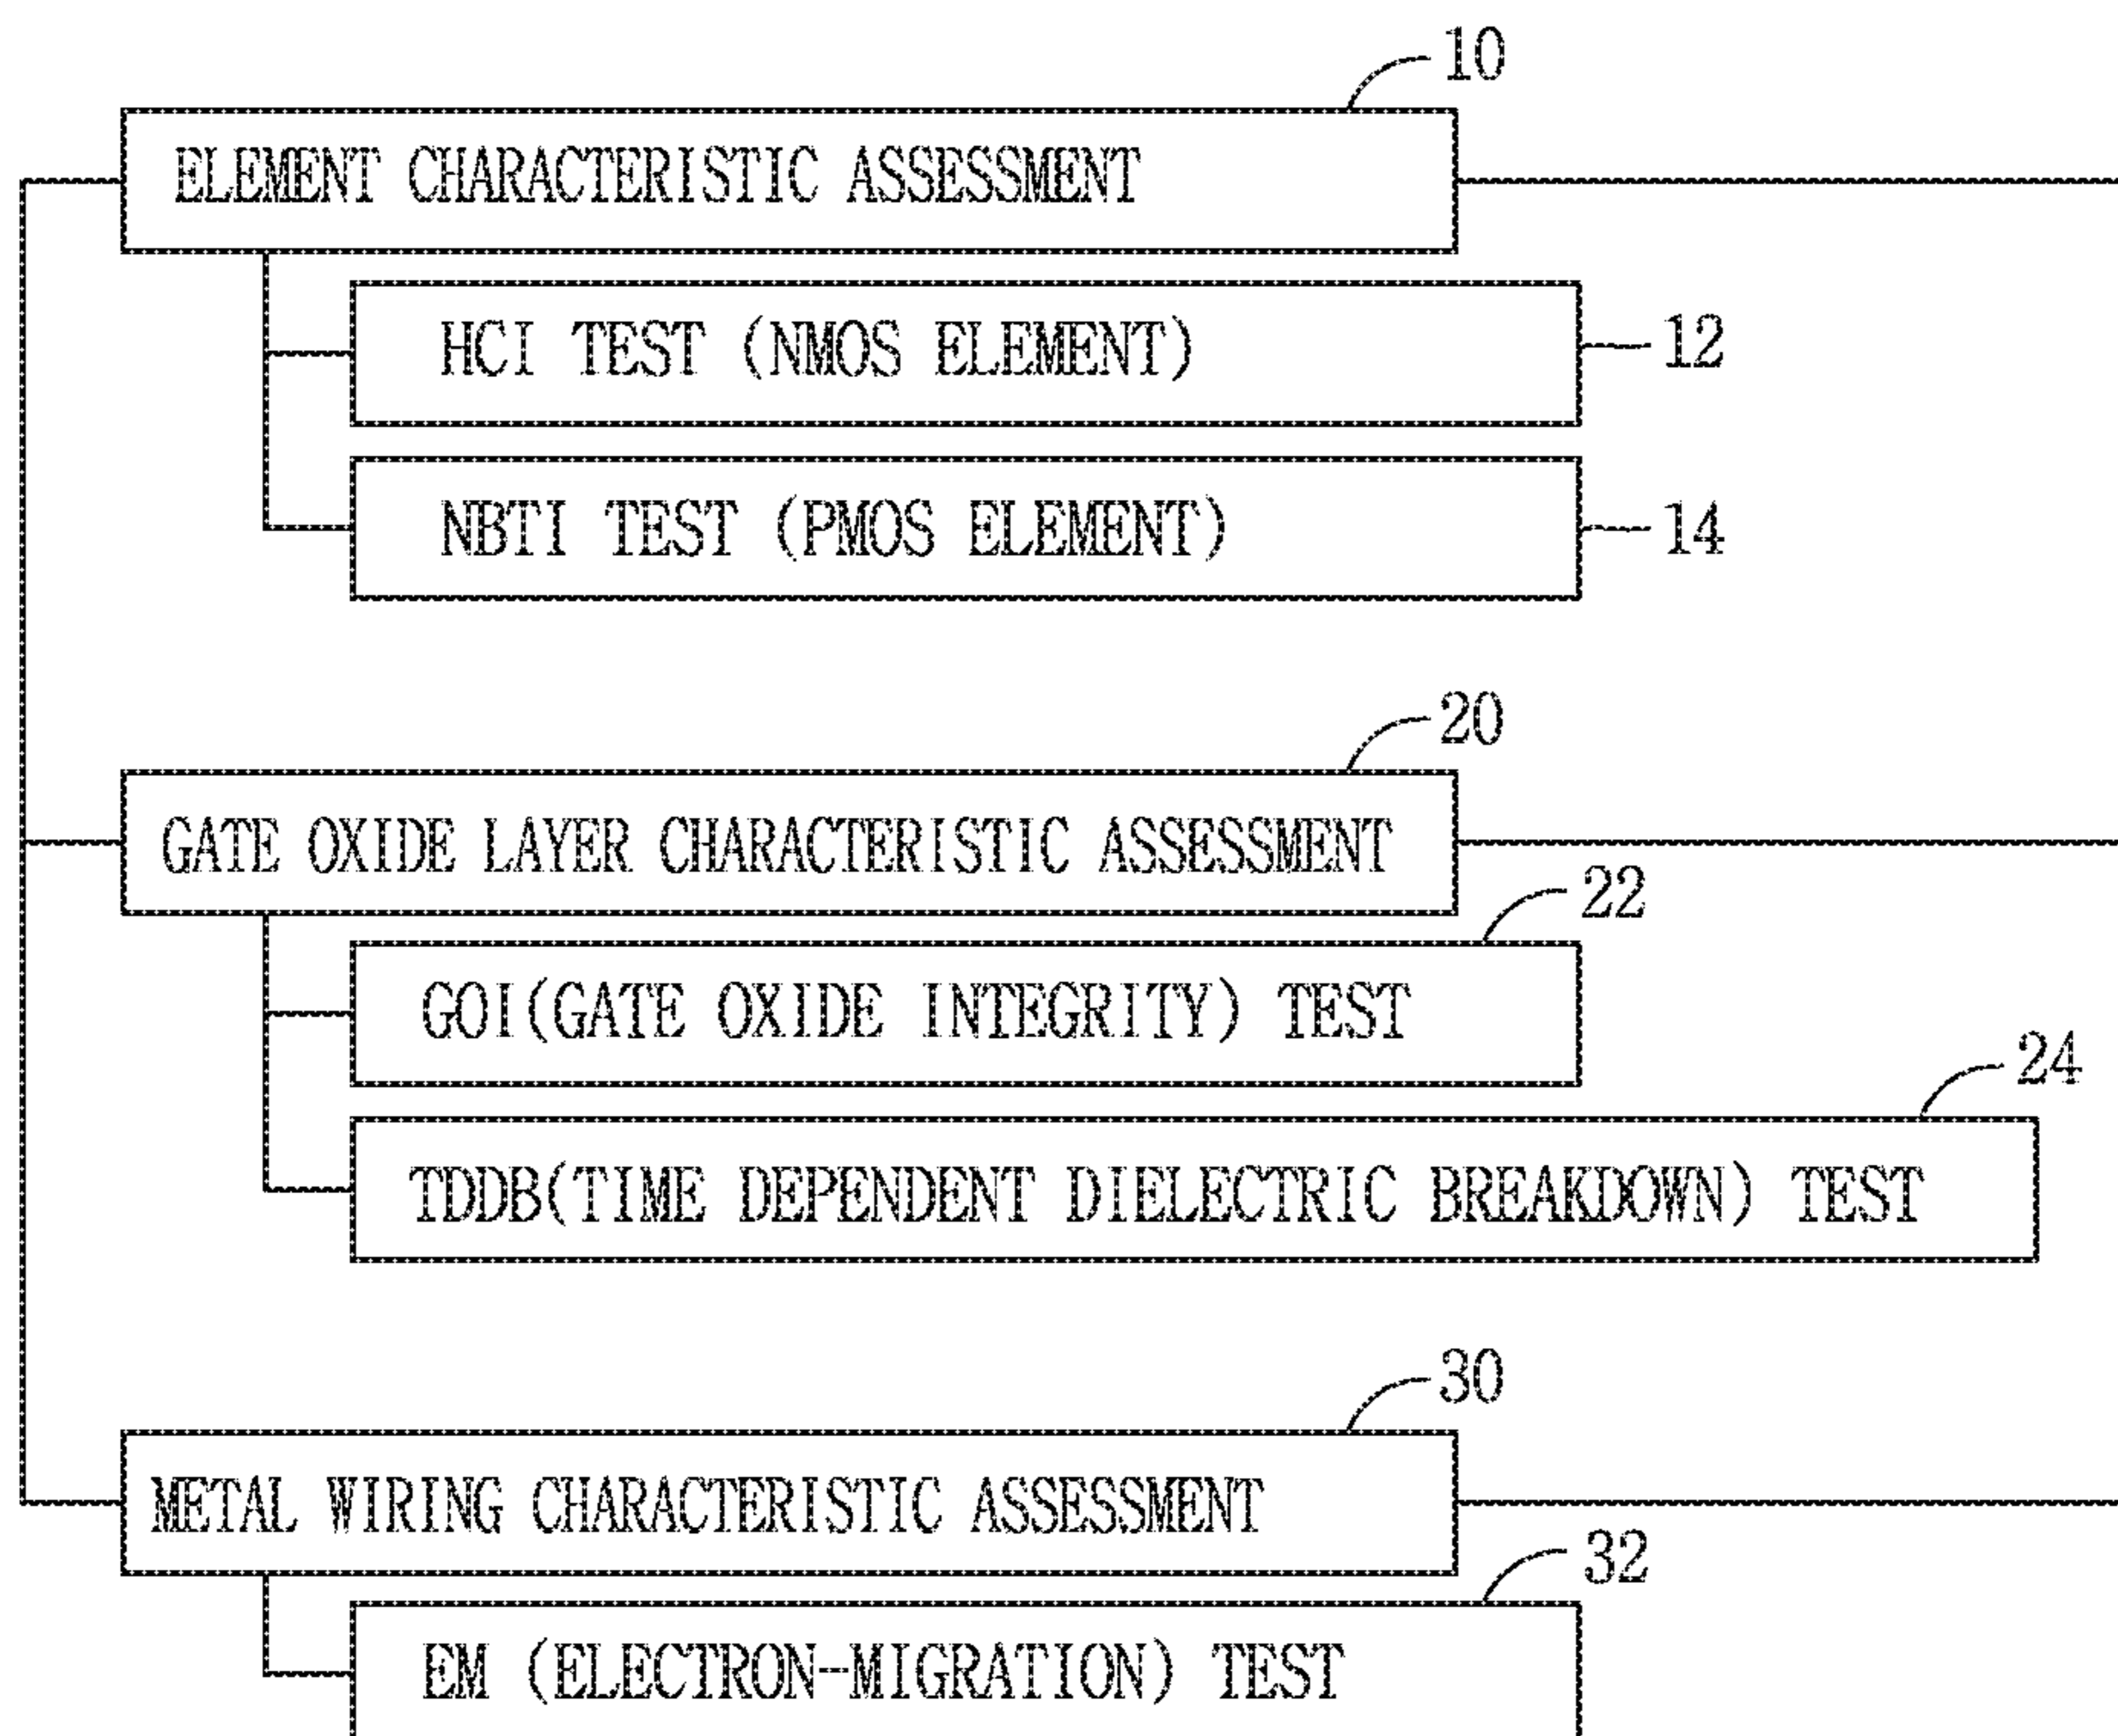 10
ELEMENT CHARACTERISTIC ASSESSMENT
HCI TEST (NMOS ELEMENT)
12
NBTI TEST (PMOS ELEMENT)
14
20
GATE OXIDE LAYER CHARACTERISTIC ASSESSMENT
22
GOI(GATE OXIDE INTEGRITY) TEST
24
TDDB(TIME DEPENDENT DIELECTRIC BREAKDOWN) TEST
30
METAL WIRING CHARACTERISTIC ASSESSMENT
32
EM (ELECTRON-MIGRATION) TEST